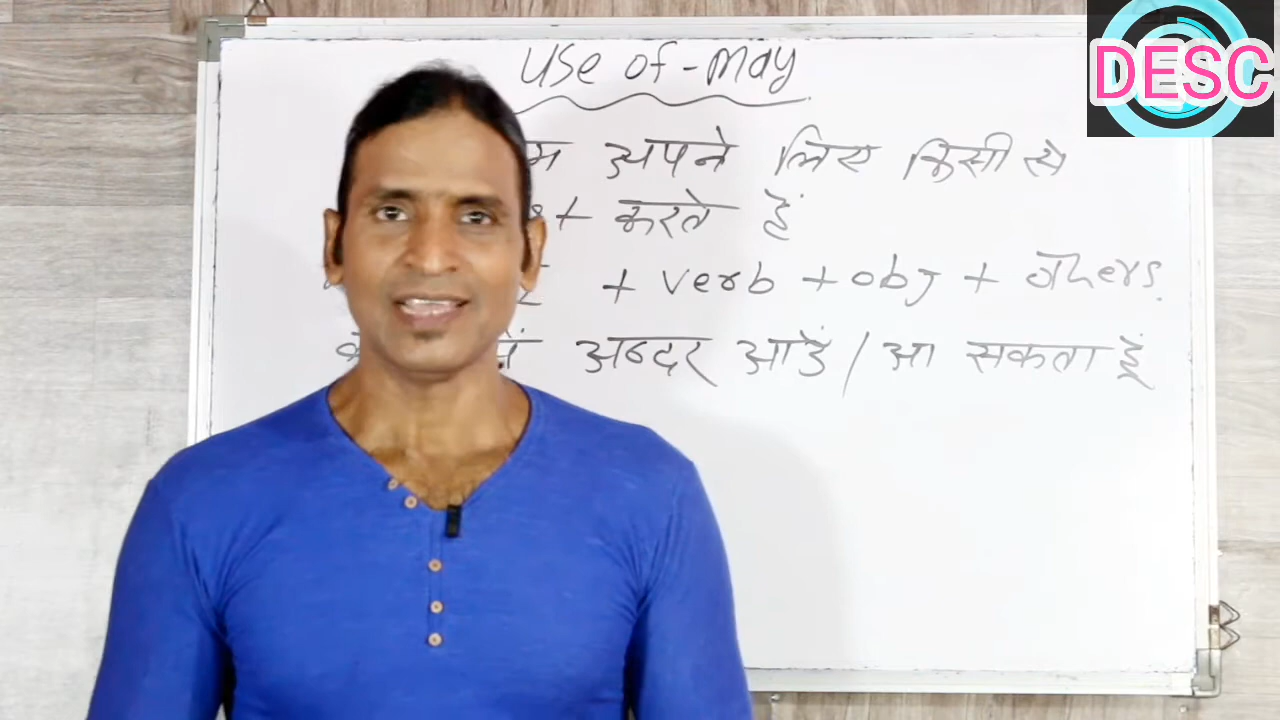 DESC
Use of - May
अपने लिए किसी से
करते हैं
+ verb + obj + others.
अन्दर आऊँ / आ सकता हूँ